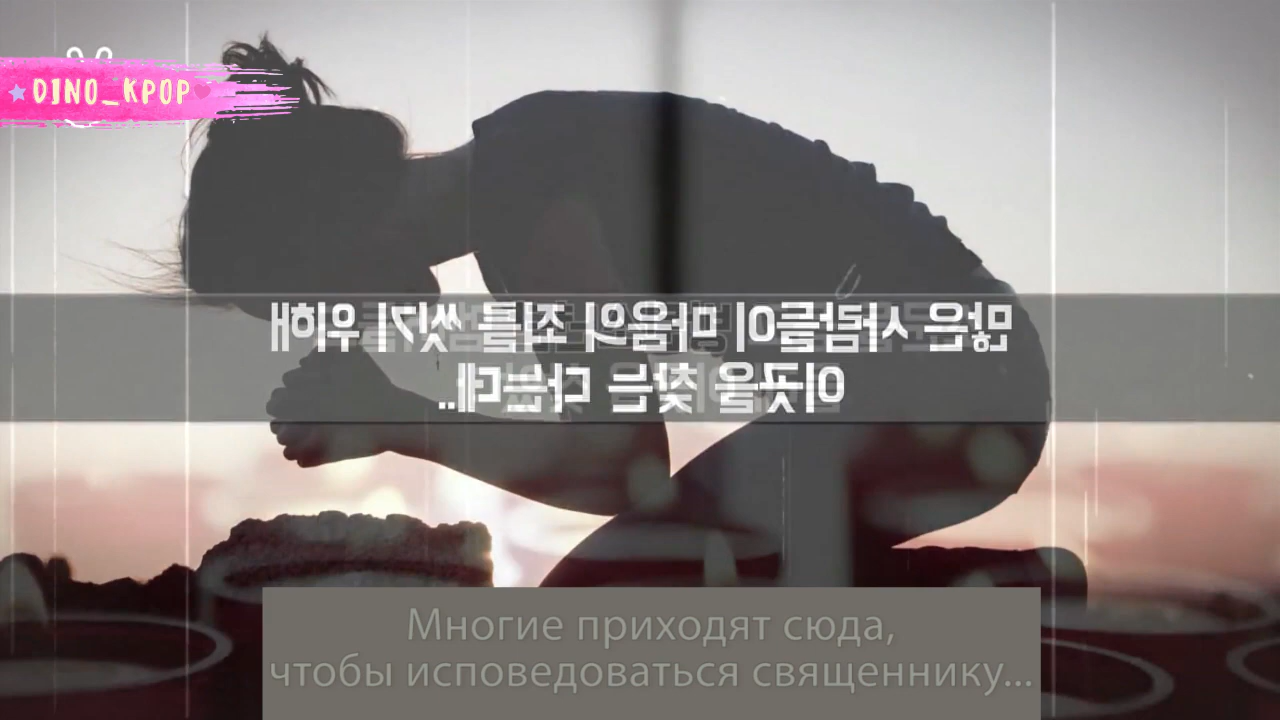 DINO_KPOP
많은 사람들이 마음의 죄를 씻기 위해
이곳을 찾는 다는데..
Многие приходят сюда,
чтобы исповедоваться священнику...